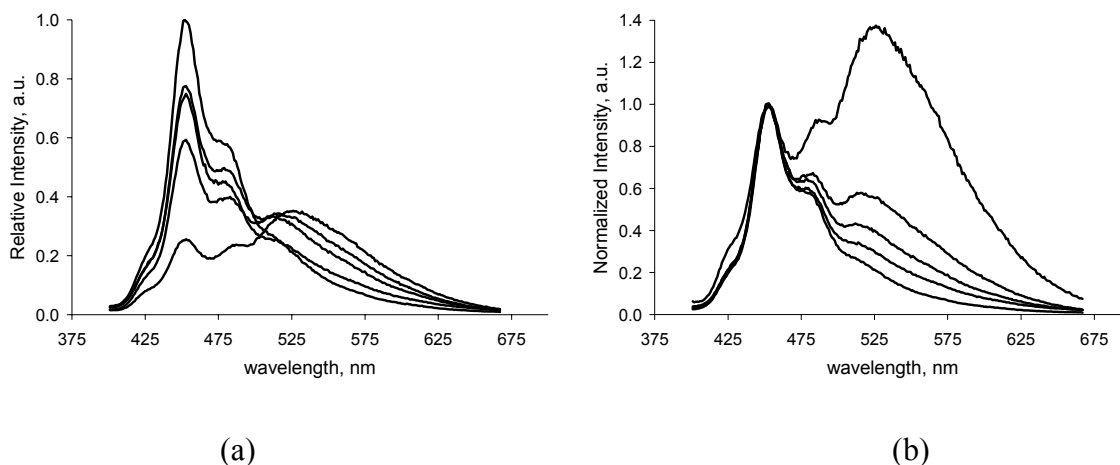 Relative Intensity, a.u.
1.0
0.8
0.6
0.4
0.2
0.0
375 425 475 525 575 625 675
wavelength, nm
(a)
Normalized Intensity, a.u.
1.4
1.2
1.0
0.8
0.6
0.4
0.2
0.0
375 425 475 525 575 625 675
wavelength, nm
(b)